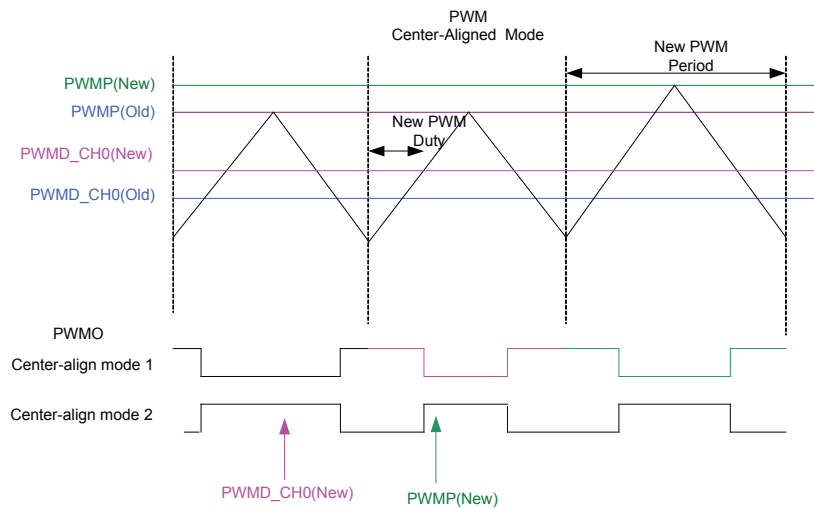 PWM
Center-Aligned Mode
New PWM
Period
PWMP(New)
PWMP(Old)
New PWM
Duty
PWMD_CH0(New)
PWMD_CH0(Old)
PWMO
Center-align mode 1
Center-align mode 2
PWMD_CH0(New)
PWMP(New)